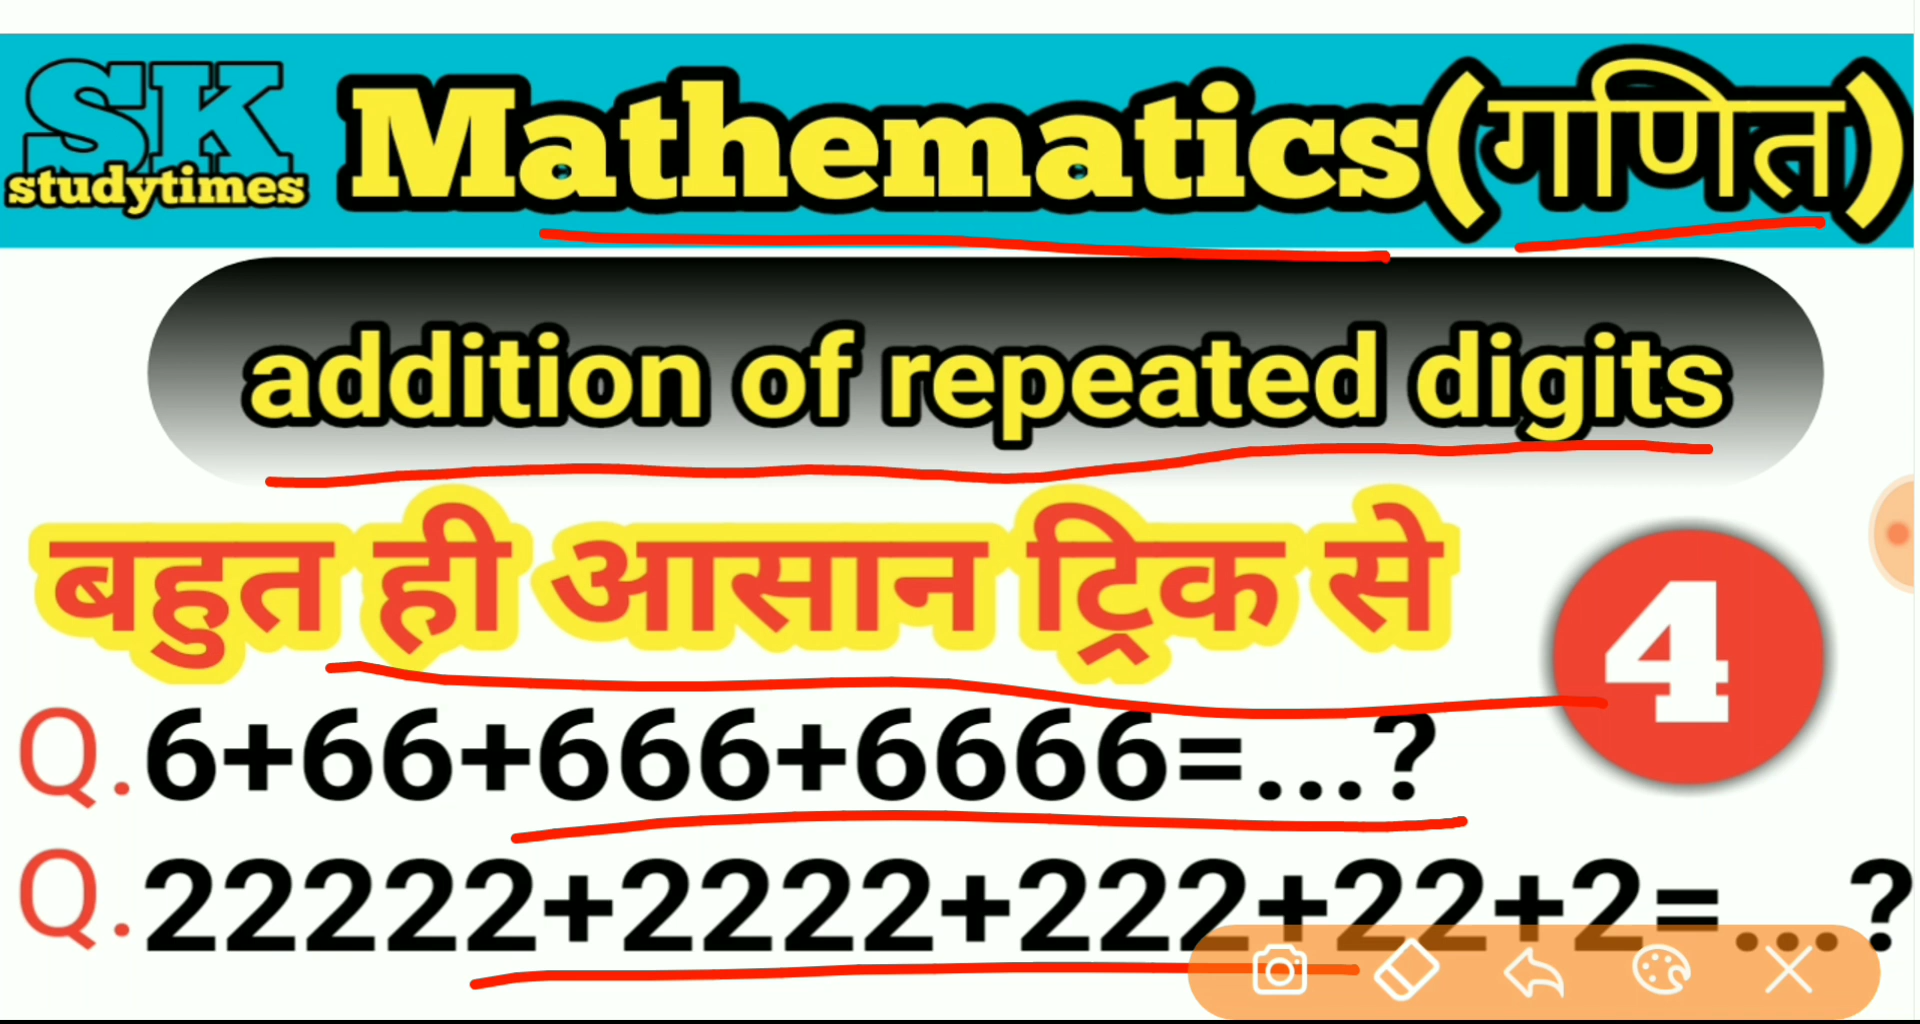 SK
studytimes
Mathematics(गणित)
addition of repeated digits
बहुत ही आसान ट्रिक से
4
Q.6+66+666+6666=...?
Q.22222+2222+222+22+2=...?